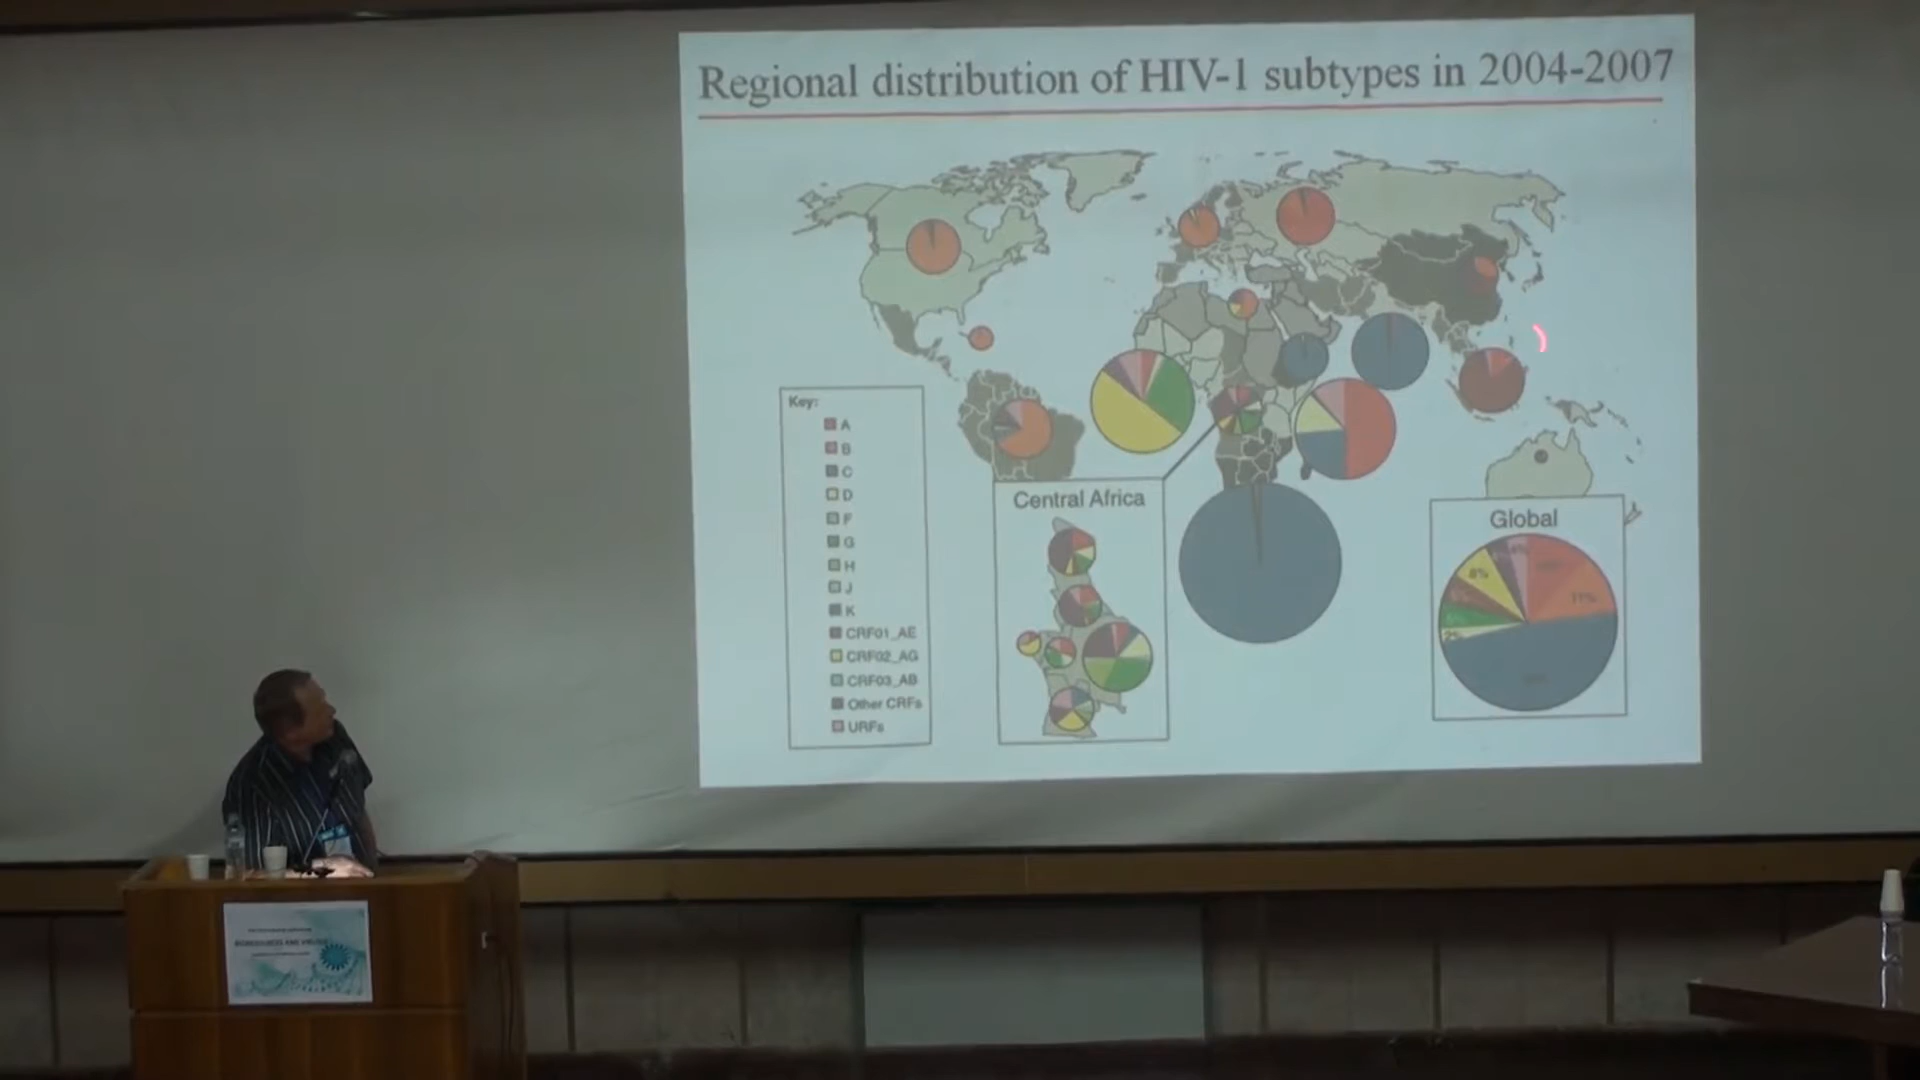 Regional distribution of HIV-1 subtypes in 2004-2007
Key:
A
B
C
D
F
G
H
J
K
CRF01_AE
CRF02_AG
CRF03_AB
Other CRFs
URFs
Central Africa
Global
8%
11%
2%